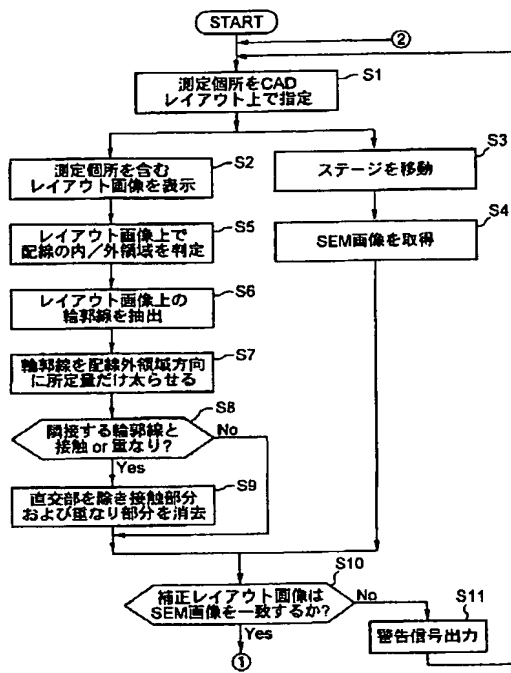 START
②
測定個所をCAD
レイアウト上で指定
S1
測定個所を含む
レイアウト画像を表示
S2
ステージを移動
S3
SEM画像を取得
S4
レイアウト画像上で
配線の内／外領域を判定
S5
レイアウト画像上の
輪郭線を抽出
S6
輪郭線を配線外領域方向
に所定量だけ太らせる
S7
隣接する輪郭線と
接触 or 重なり?
S8
No
Yes
直交部を除き接触部分
および重なり部分を消去
S9
補正レイアウト画像は
SEM画像を一致するか?
S10
No
Yes
警告信号出力
S11
①